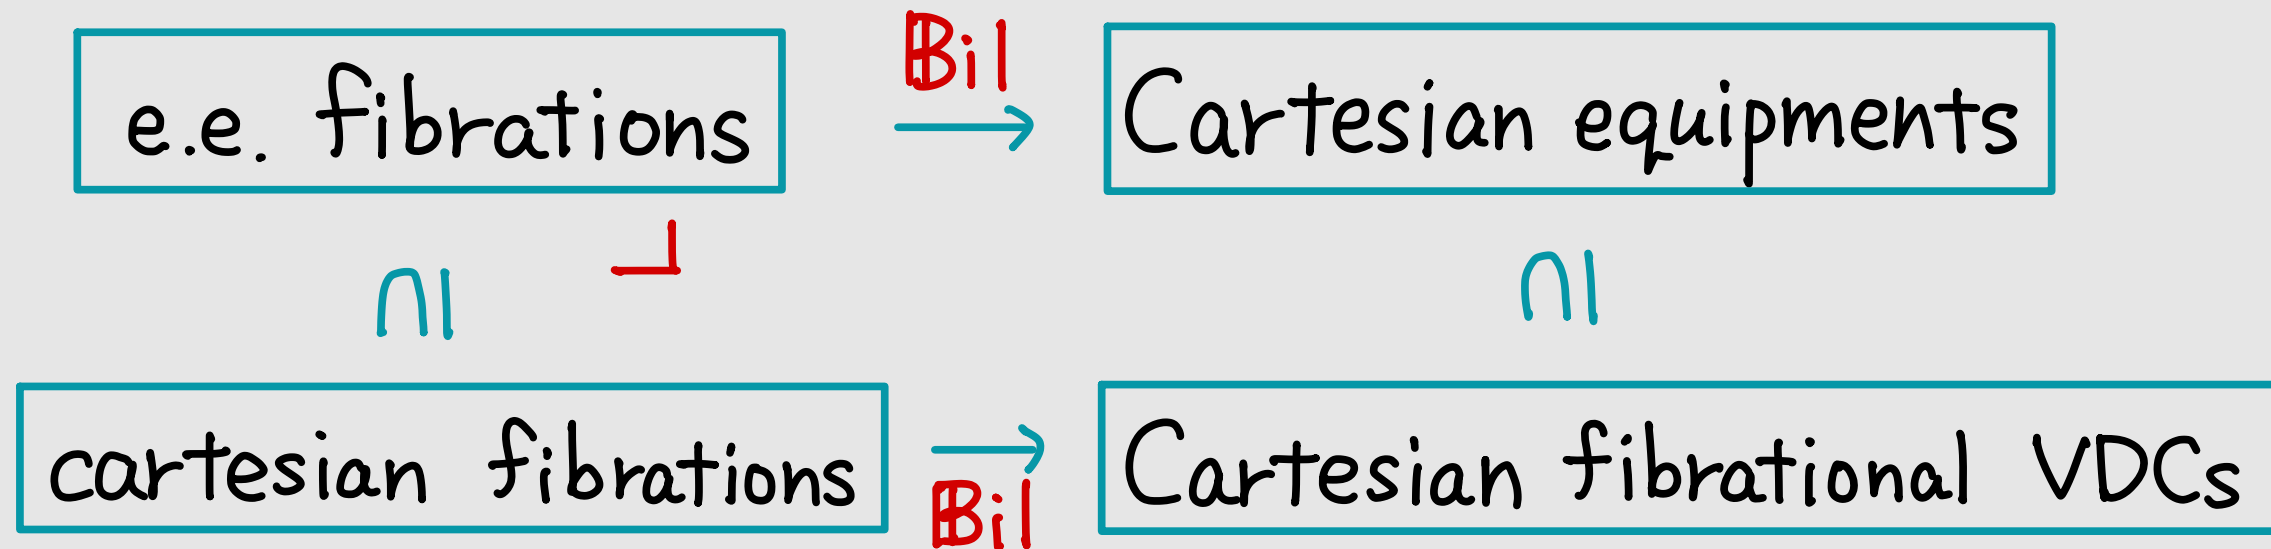 e.e. fibrations 𝔹il → Cartesian equipments
⊆ ⅃ ⊆
cartesian fibrations → 𝔹il Cartesian fibrational VDCs